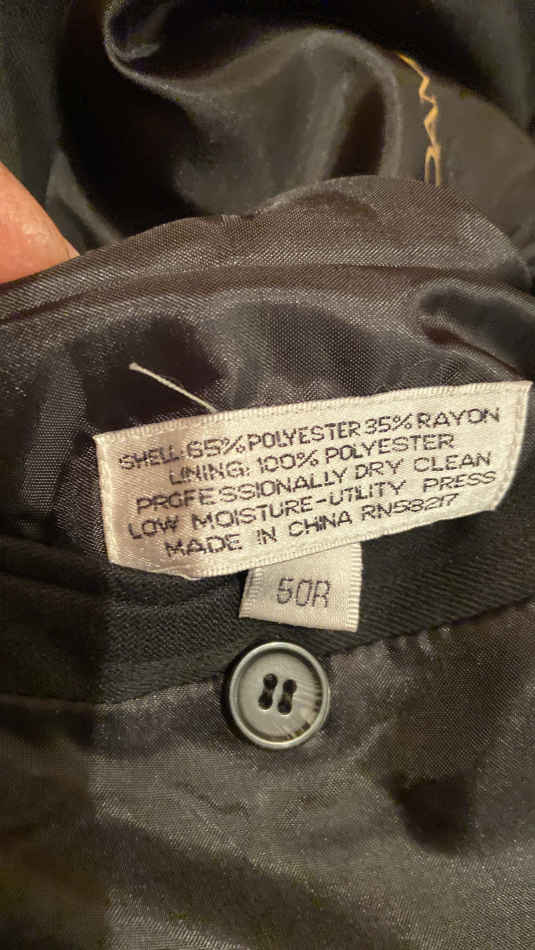 SHELL: 65% POLYESTER 35% RAYON
LINING: 100% POLYESTER
PROFESSIONALLY DRY CLEAN
LOW MOISTURE-UTILITY PRESS
MADE IN CHINA RN58217
50R